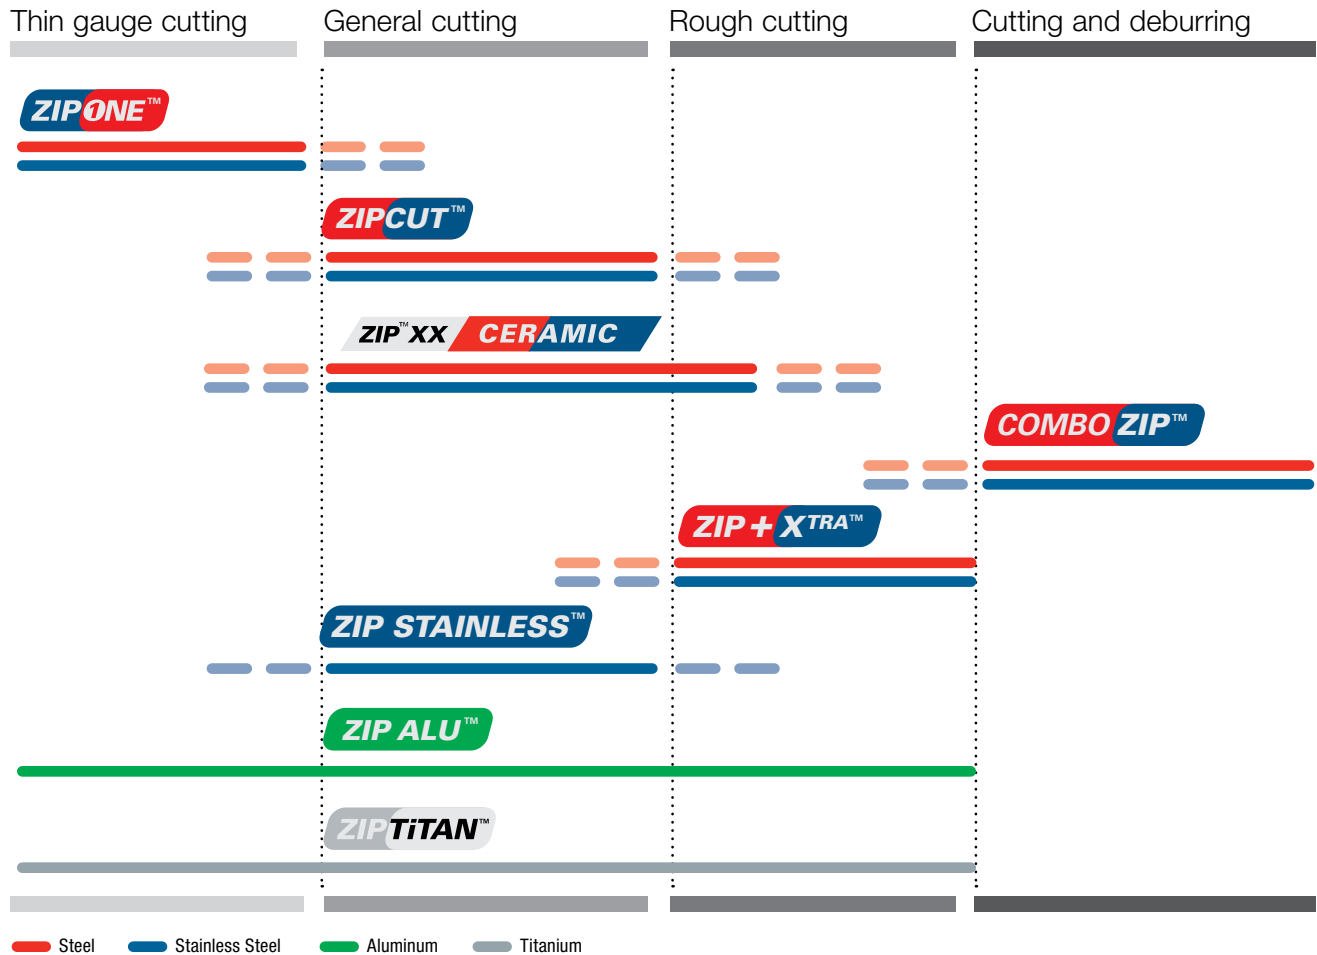 Thin gauge cutting
General cutting
Rough cutting
Cutting and deburring
ZIPONE™
ZIPCUT™
ZIP™XX CERAMIC
COMBO ZIP™
ZIP+XTRA™
ZIP STAINLESS™
ZIP ALU™
ZIPTiTAN™
Steel
Stainless Steel
Aluminum
Titanium